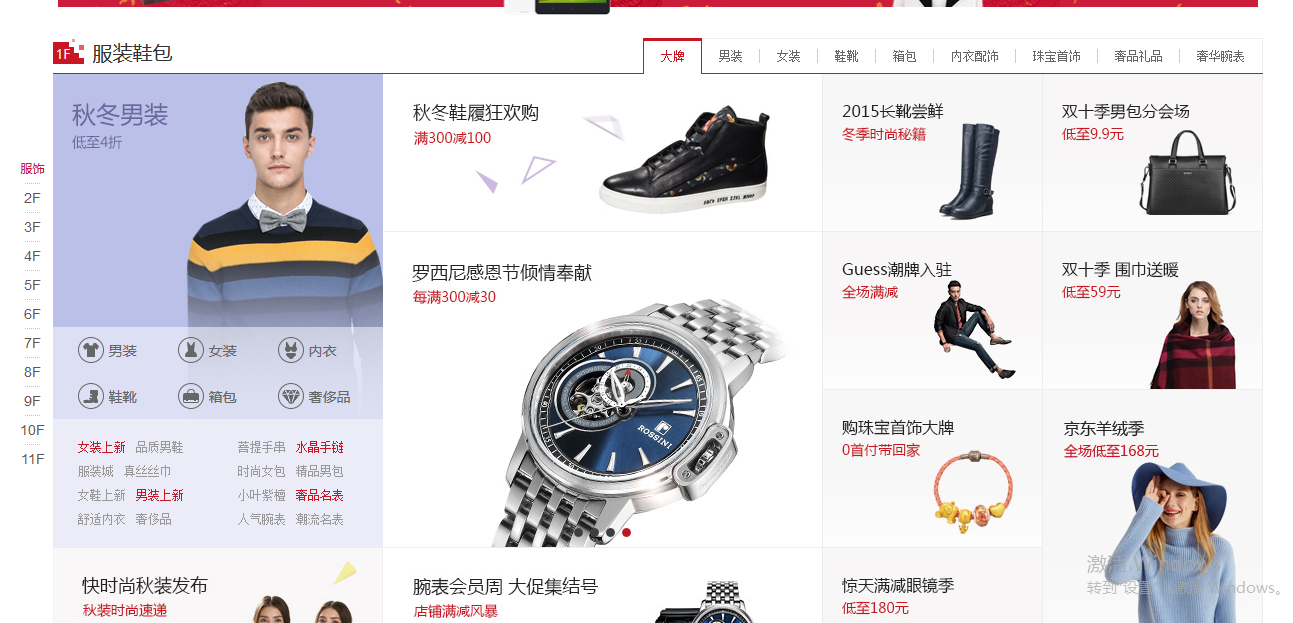 1F 服装鞋包
大牌 男装 女装 鞋靴 箱包 内衣配饰 珠宝首饰 奢品礼品 奢华腕表
服饰
2F
3F
4F
5F
6F
7F
8F
9F
10F
11F
秋冬男装
低至4折
男装 女装 内衣
鞋靴 箱包 奢侈品
女装上新 品质男鞋 菩提手串 水晶手链
服装城 真丝丝巾 时尚女包 精品男包
女鞋上新 男装上新 小叶紫檀 奢品名表
舒适内衣 奢侈品 人气腕表 潮流名表
快时尚秋装发布
秋装时尚速递
秋冬鞋履狂欢购
满300减100
罗西尼感恩节倾情奉献
每满300减30
ROSSINI
腕表会员周 大促集结号
店铺满减风暴
2015长靴尝鲜
冬季时尚秘籍
双十季男包分会场
低至9.9元
Guess潮牌入驻
全场满减
双十季 围巾送暖
低至59元
购珠宝首饰大牌
0首付带回家
京东羊绒季
全场低至168元
惊天满减眼镜季
低至180元
激活
转到"设置 Windows。